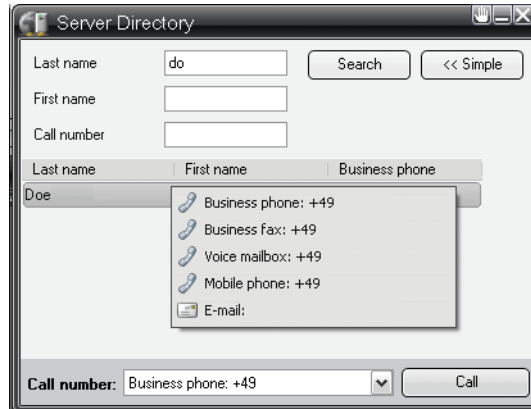 Server Directory
Last name do Search << Simple
First name
Call number
Last name First name Business phone
Doe
Business phone: +49
Business fax: +49
Voice mailbox: +49
Mobile phone: +49
E-mail:
Call number: Business phone: +49 Call